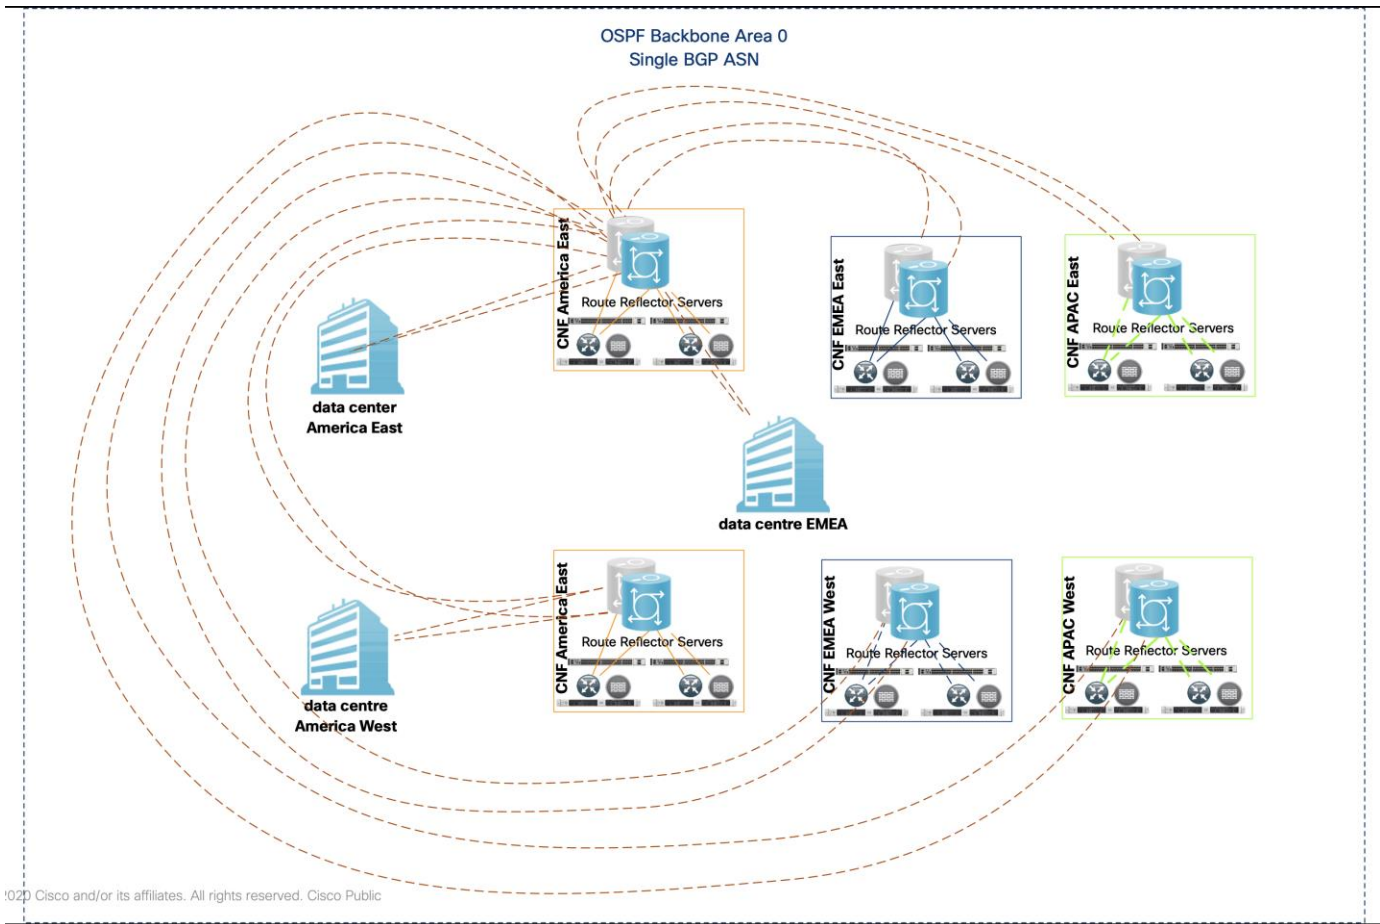 OSPF Backbone Area 0
Single BGP ASN
CNF America East
Route Reflector Servers
CNF EMEA East
Route Reflector Servers
CNF APAC East
Route Reflector Servers
data center
America East
data centre EMEA
CNF America East
Route Reflector Servers
CNF EMEA West
Route Reflector Servers
CNF APAC West
Route Reflector Servers
data centre
America West
2020 Cisco and/or its affiliates. All rights reserved. Cisco Public